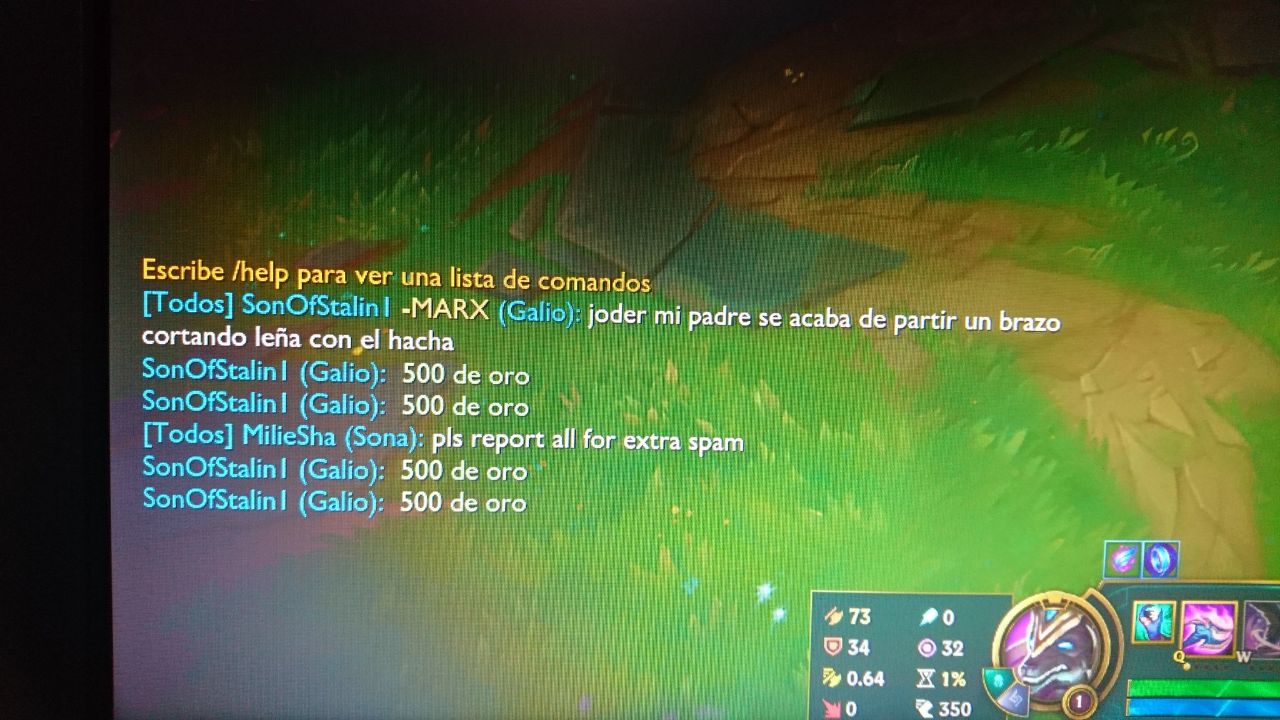 Escribe /help para ver una lista de comandos
[Todos] SonOfStalin1 -MARX (Galio): joder mi padre se acaba de partir un brazo
cortando leña con el hacha
SonOfStalin1 (Galio): 500 de oro
SonOfStalin1 (Galio): 500 de oro
[Todos] MilieSha (Sona): pls report all for extra spam
SonOfStalin1 (Galio): 500 de oro
SonOfStalin1 (Galio): 500 de oro
73 0
34 32
0.64 1%
0 350
1
Q W